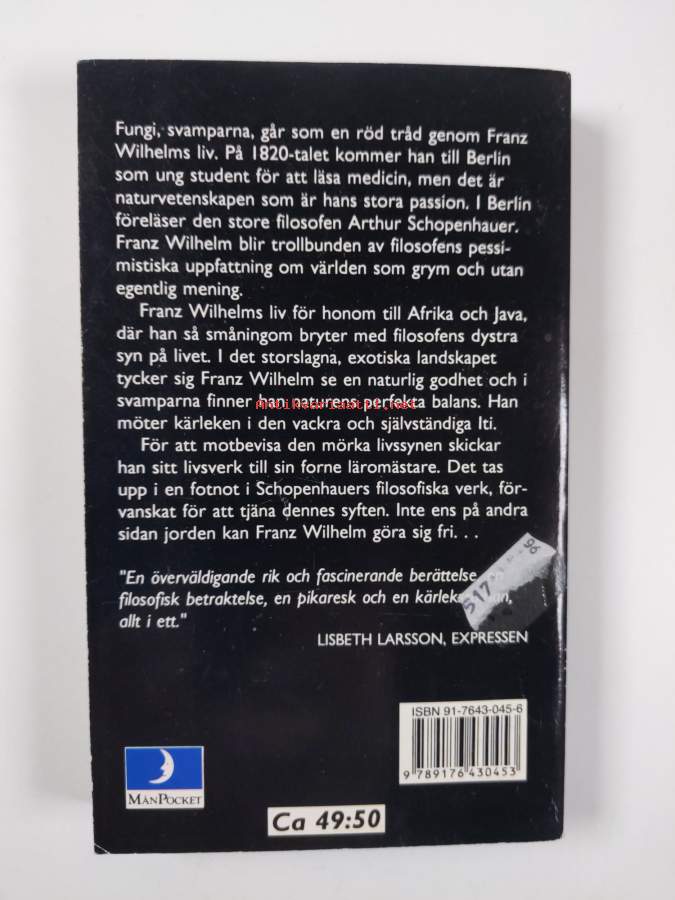 Fungi, svamparna, går som en röd tråd genom Franz
Wilhelms liv. På 1820-talet kommer han till Berlin
som ung student för att läsa medicin, men det är
naturvetenskapen som är hans stora passion. I Berlin
föreläser den store filosofen Arthur Schopenhauer.
Franz Wilhelm blir trollbunden av filosofens pessi-
mistiska uppfattning om världen som grym och utan
egentlig mening.
Franz Wilhelms liv för honom till Afrika och Java,
där han så småningom bryter med filosofens dystra
syn på livet. I det storslagna, exotiska landskapet
tycker sig Franz Wilhelm se en naturlig godhet och i
svamparna finner han naturens perfekta balans. Han
antikvariaatti.net
möter kärleken i den vackra och självständiga Iti.
För att motbevisa den mörka livssynen skickar
han sitt livsverk till sin forne läromästare. Det tas
upp i en fotnot i Schopenhauers filosofiska verk, för-
vanskat för att tjäna dennes syften. Inte ens på andra
sidan jorden kan Franz Wilhelm göra sig fri. . .
"En överväldigande rik och fascinerande berättelse,
filosofisk betraktelse, en pikaresk och en
allt i ett."
LISBETH LARSSON, EXPRESSEN
ISBN 91-7643-045-6
9 789176 430453
MÅNPOCKET
Ca 49:50